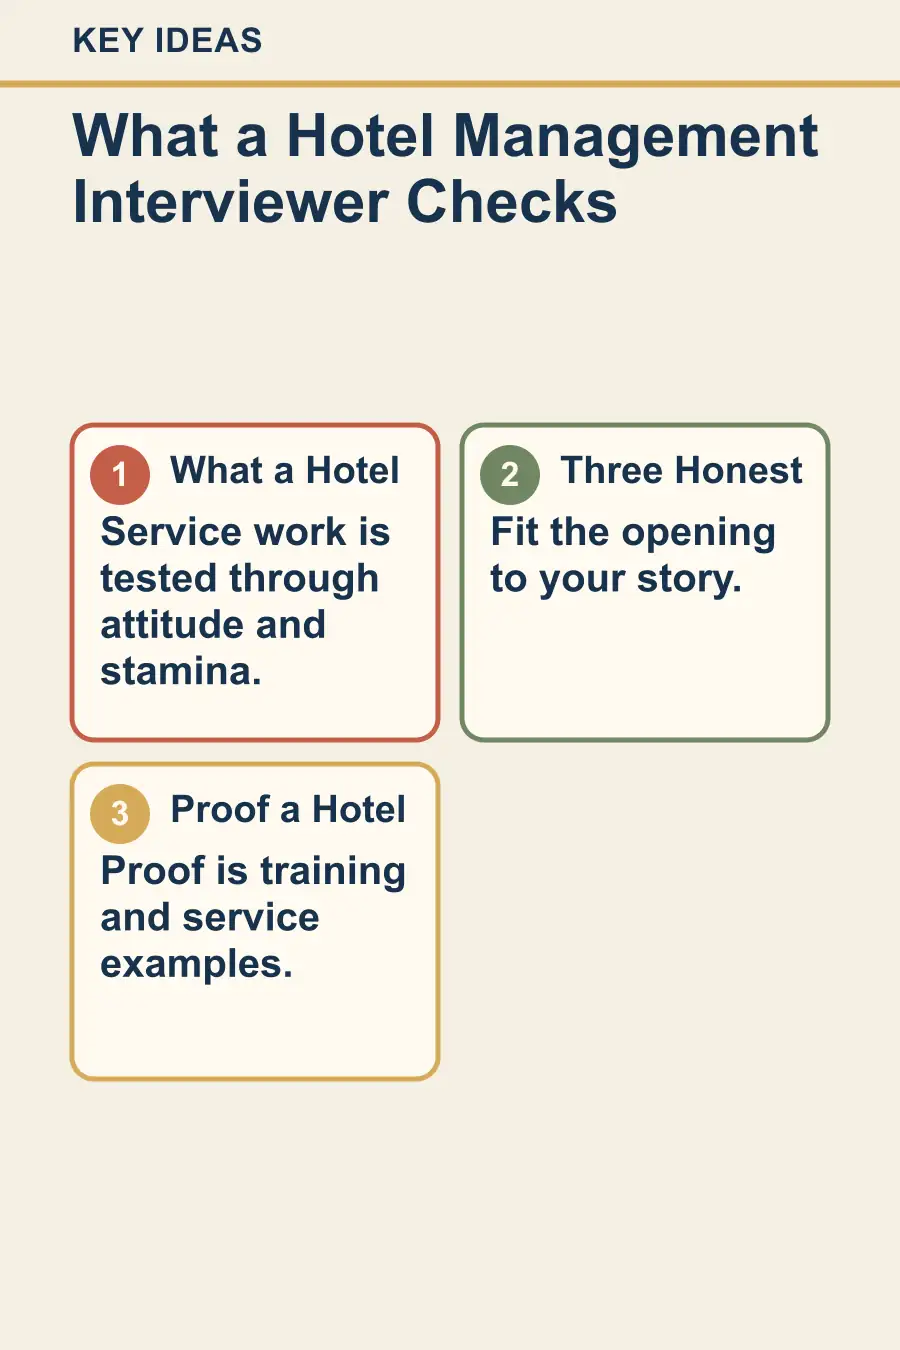 KEY IDEAS
What a Hotel Management
Interviewer Checks
1 What a Hotel
Service work is
tested through
attitude and
stamina.
2 Three Honest
Fit the opening
to your story.
3 Proof a Hotel
Proof is training
and service
examples.